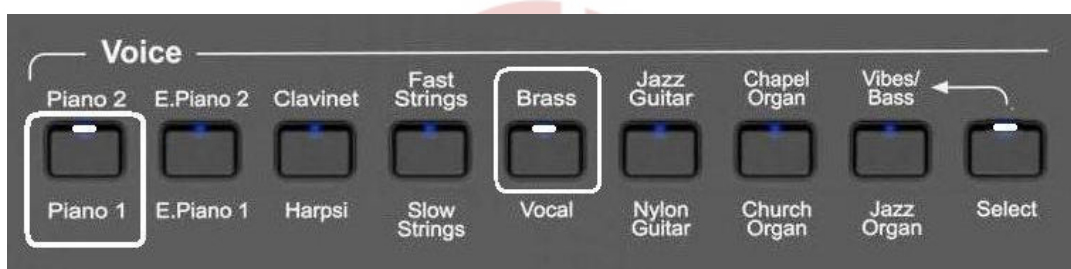 Voice
Piano 2 E.Piano 2 Clavinet Fast Strings Brass Jazz Guitar Chapel Organ Vibes/ Bass
Piano 1 E.Piano 1 Harpsi Slow Strings Vocal Nylon Guitar Church Organ Jazz Organ Select